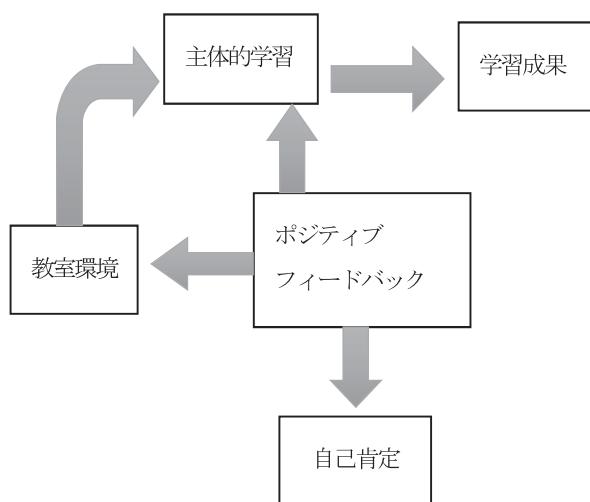 主体的学習
学習成果
ポジティブ
フィードバック
教室環境
自己肯定